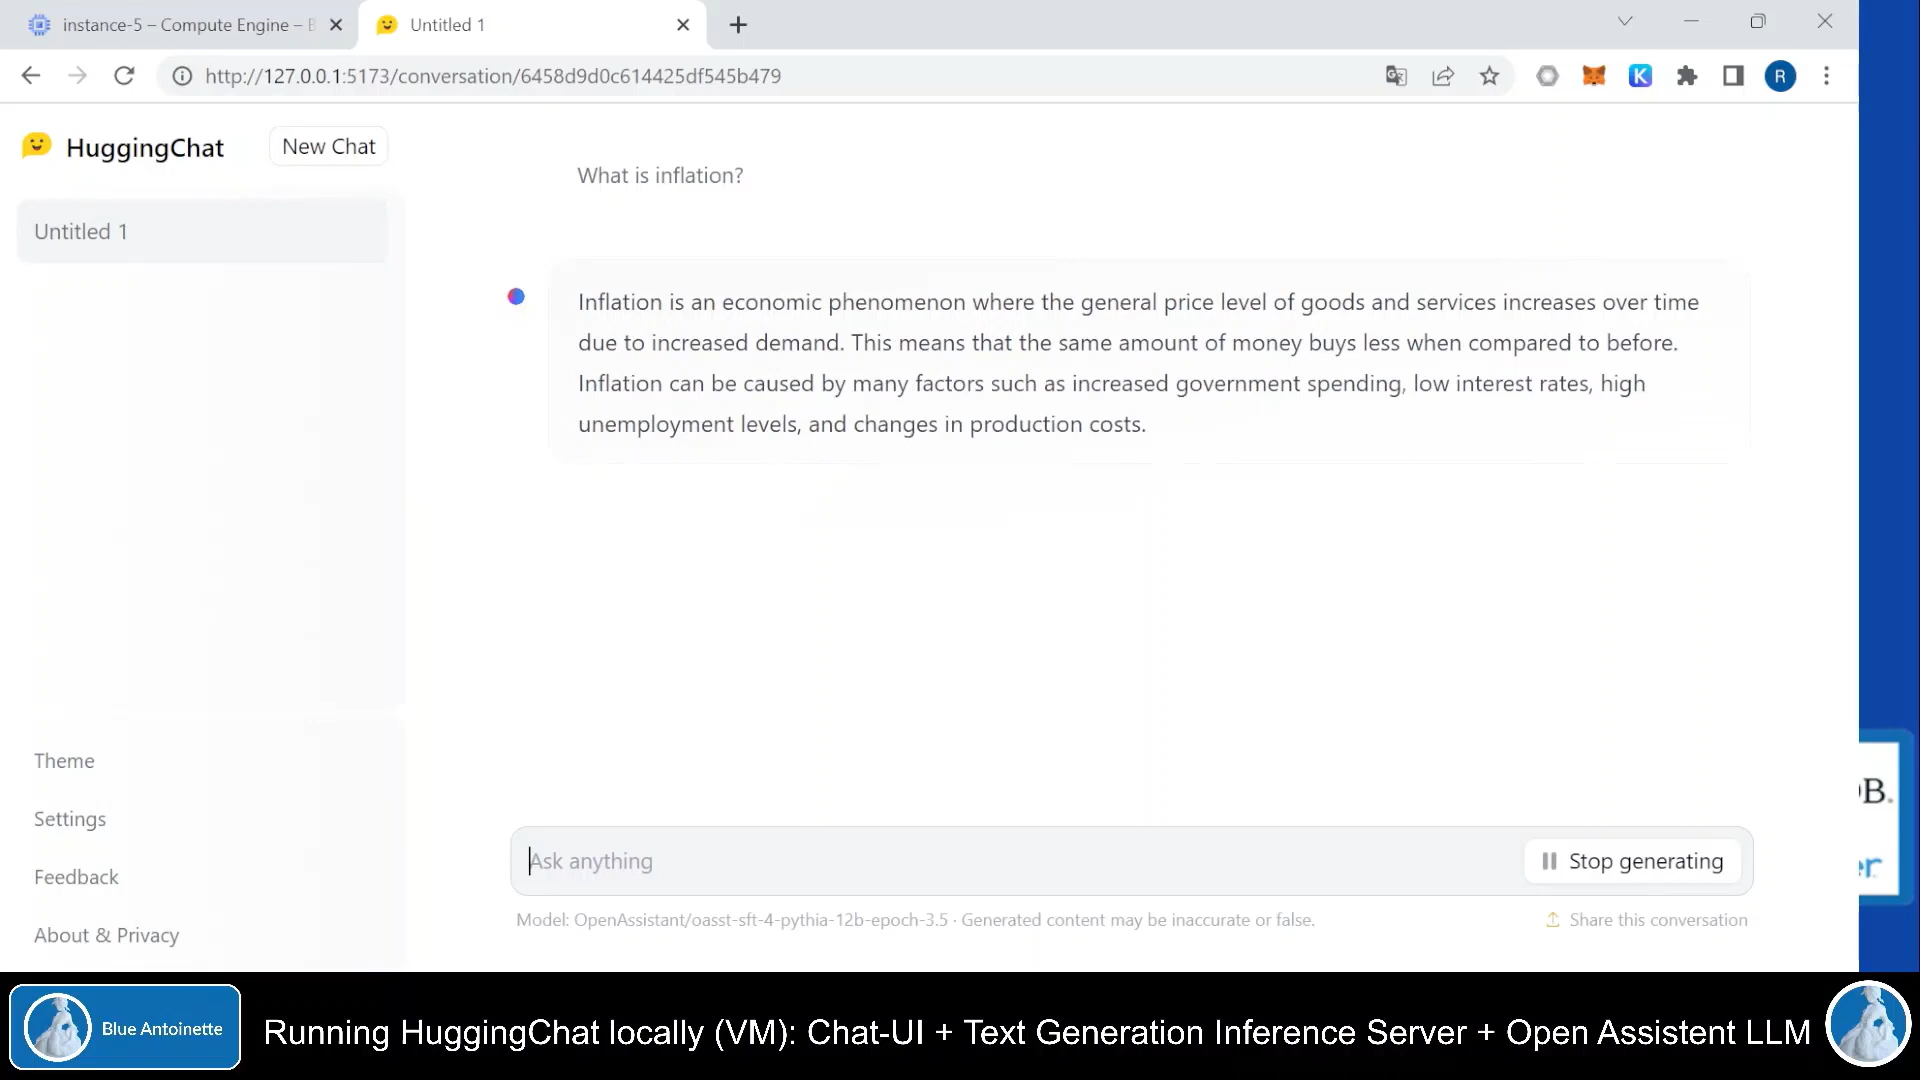 instance-5 – Compute Engine –
Untitled 1
http://127.0.0.1:5173/conversation/6458d9d0c614425df545b479
K
R
HuggingChat
New Chat
Untitled 1
What is inflation?
Inflation is an economic phenomenon where the general price level of goods and services increases over time
due to increased demand. This means that the same amount of money buys less when compared to before.
Inflation can be caused by many factors such as increased government spending, low interest rates, high
unemployment levels, and changes in production costs.
Theme
Settings
Feedback
About & Privacy
Ask anything
Stop generating
Model: OpenAssistant/oasst-sft-4-pythia-12b-epoch-3.5 · Generated content may be inaccurate or false.
Share this conversation
Blue Antoinette
Running HuggingChat locally (VM): Chat-UI + Text Generation Inference Server + Open Assistent LLM